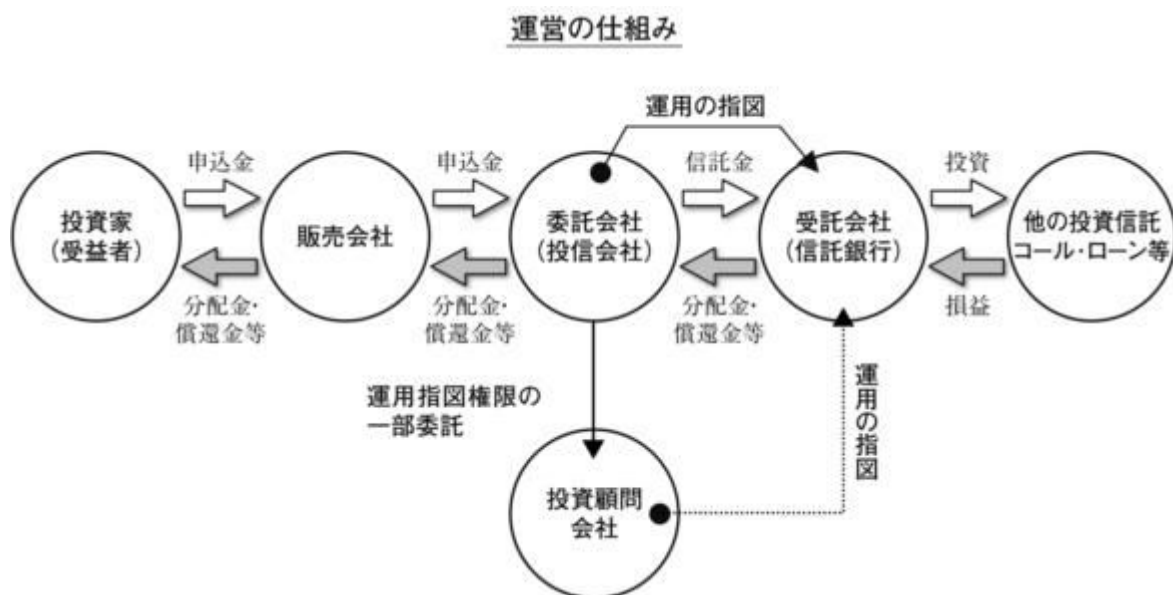 運営の仕組み
運用の指図
申込金
申込金
信託金
投資
投資家
(受益者)
販売会社
委託会社
(投信会社)
受託会社
(信託銀行)
他の投資信託
コール・ローン等
分配金・
償還金等
分配金・
償還金等
分配金・
償還金等
損益
運用指図権限の
一部委託
運用の指図
投資顧問
会社